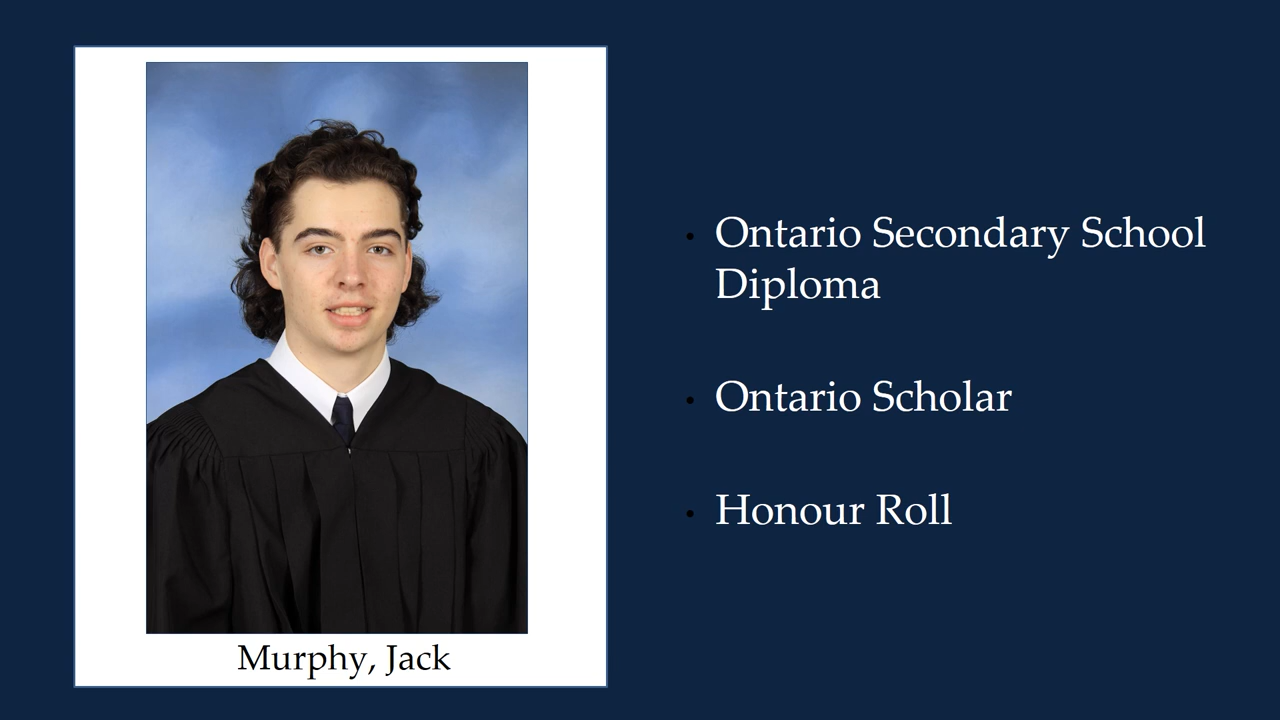 Ontario Secondary School
Diploma
Ontario Scholar
Honour Roll
Murphy, Jack